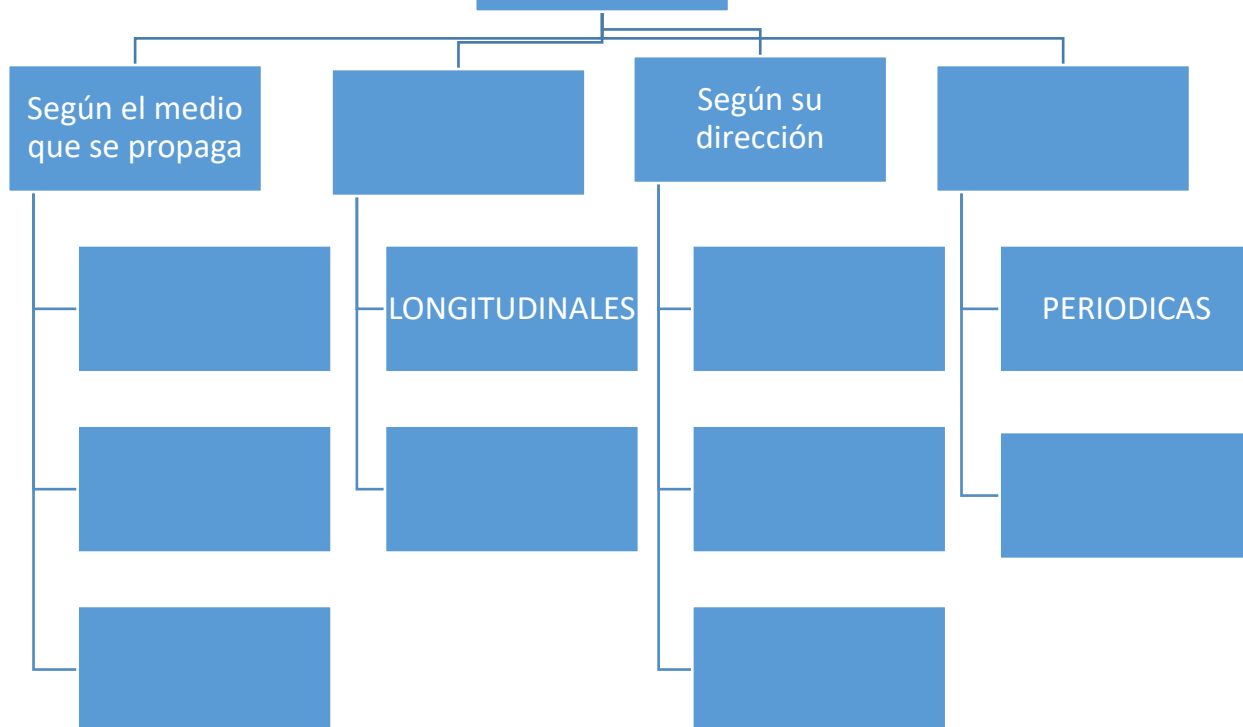 Según el medio
que se propaga
Según su
dirección
LONGITUDINALES
PERIODICAS